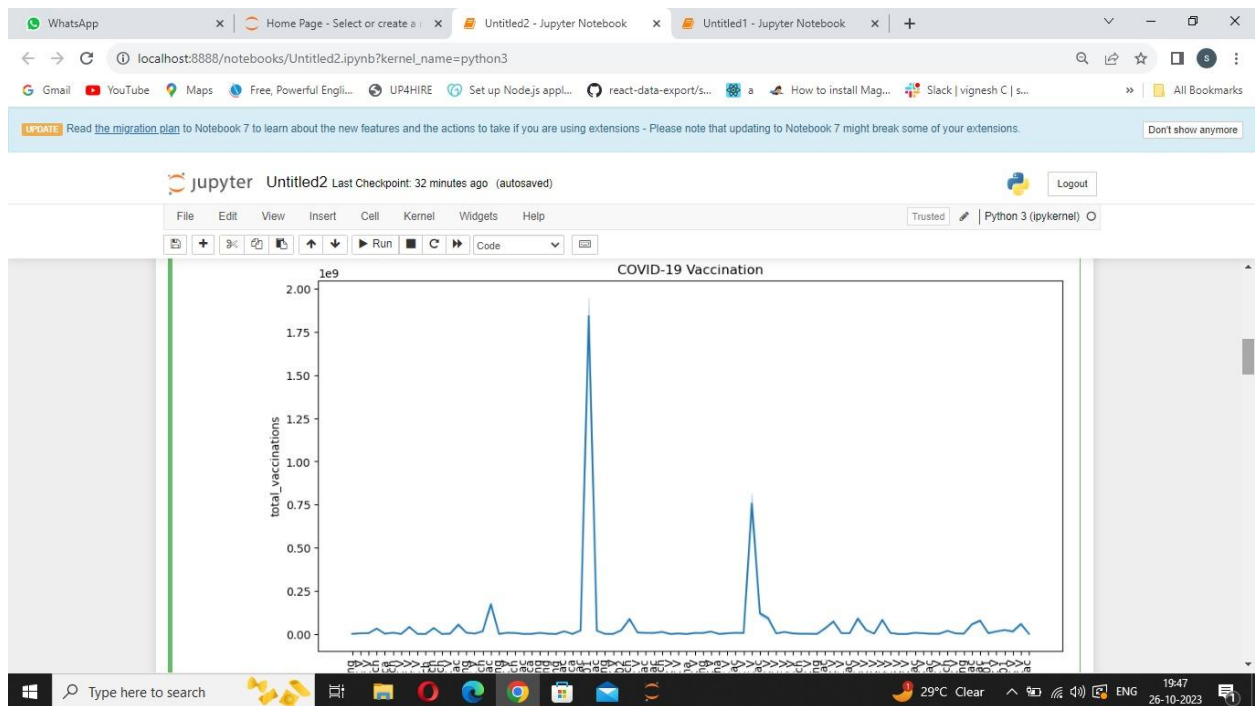 WhatsApp
Home Page - Select or create a
Untitled2 - Jupyter Notebook
Untitled1 - Jupyter Notebook
localhost:8888/notebooks/Untitled2.ipynb?kernel_name=python3
S
Gmail YouTube Maps Free, Powerful Engli... UP4HIRE Set up Node.js appl... react-data-export/s... a How to install Mag... Slack | vignesh C | s... » All Bookmarks
UPDATE Read the migration plan to Notebook 7 to learn about the new features and the actions to take if you are using extensions - Please note that updating to Notebook 7 might break some of your extensions. Don't show anymore
jupyter Untitled2 Last Checkpoint: 32 minutes ago (autosaved) Logout
File Edit View Insert Cell Kernel Widgets Help Trusted Python 3 (ipykernel)
Run Code
COVID-19 Vaccination
1e9
2.00
1.75
1.50
1.25
1.00
0.75
0.50
0.25
0.00
total_vaccinations
Type here to search
29°C Clear ENG
19:47
26-10-2023
1